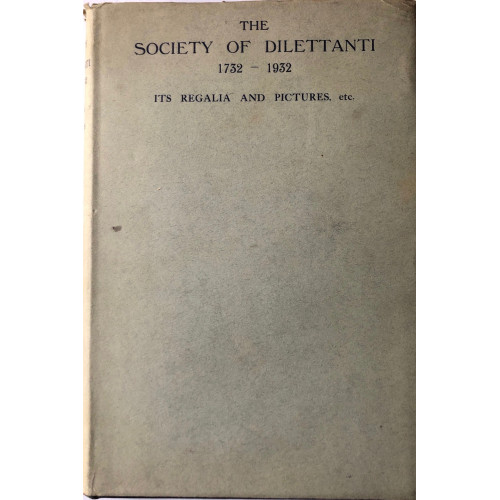 THE
SOCIETY OF DILETTANTI
1732 – 1932
ITS REGALIA AND PICTURES, etc.